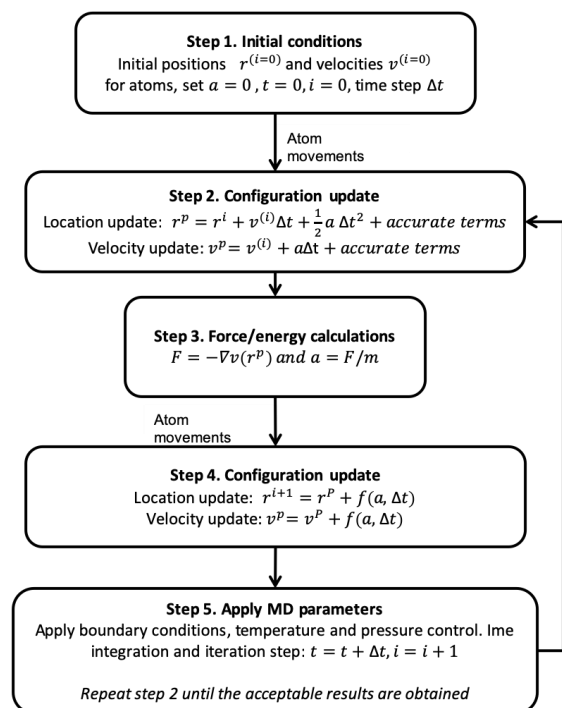 Step 1. Initial conditions
Initial positions r^(i=0) and velocities v^(i=0)
for atoms, set a = 0 , t = 0, i = 0, time step Δt
Atom
movements
Step 2. Configuration update
Location update: r^p = r^i + v^(i)Δt + 1/2 a Δt^2 + accurate terms
Velocity update: v^p = v^(i) + aΔt + accurate terms
Step 3. Force/energy calculations
F = −∇v(r^p) and a = F/m
Atom
movements
Step 4. Configuration update
Location update: r^i+1 = r^P + f(a, Δt)
Velocity update: v^p = v^P + f(a, Δt)
Step 5. Apply MD parameters
Apply boundary conditions, temperature and pressure control. Ime
integration and iteration step: t = t + Δt, i = i + 1
Repeat step 2 until the acceptable results are obtained